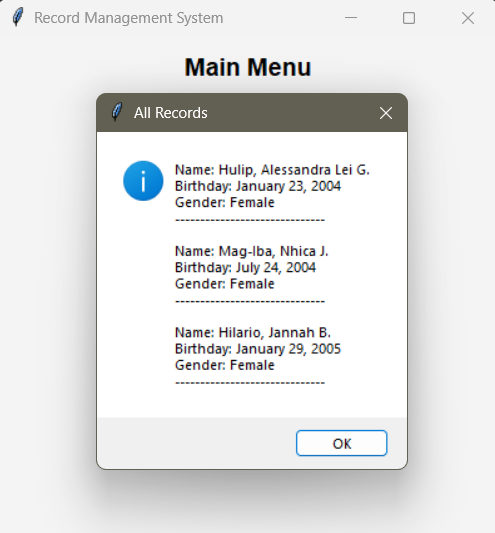 Record Management System
Main Menu
All Records
Name: Hulip, Alessandra Lei G.
Birthday: January 23, 2004
Gender: Female
------------------------------
Name: Mag-Iba, Nhica J.
Birthday: July 24, 2004
Gender: Female
------------------------------
Name: Hilario, Jannah B.
Birthday: January 29, 2005
Gender: Female
------------------------------
OK